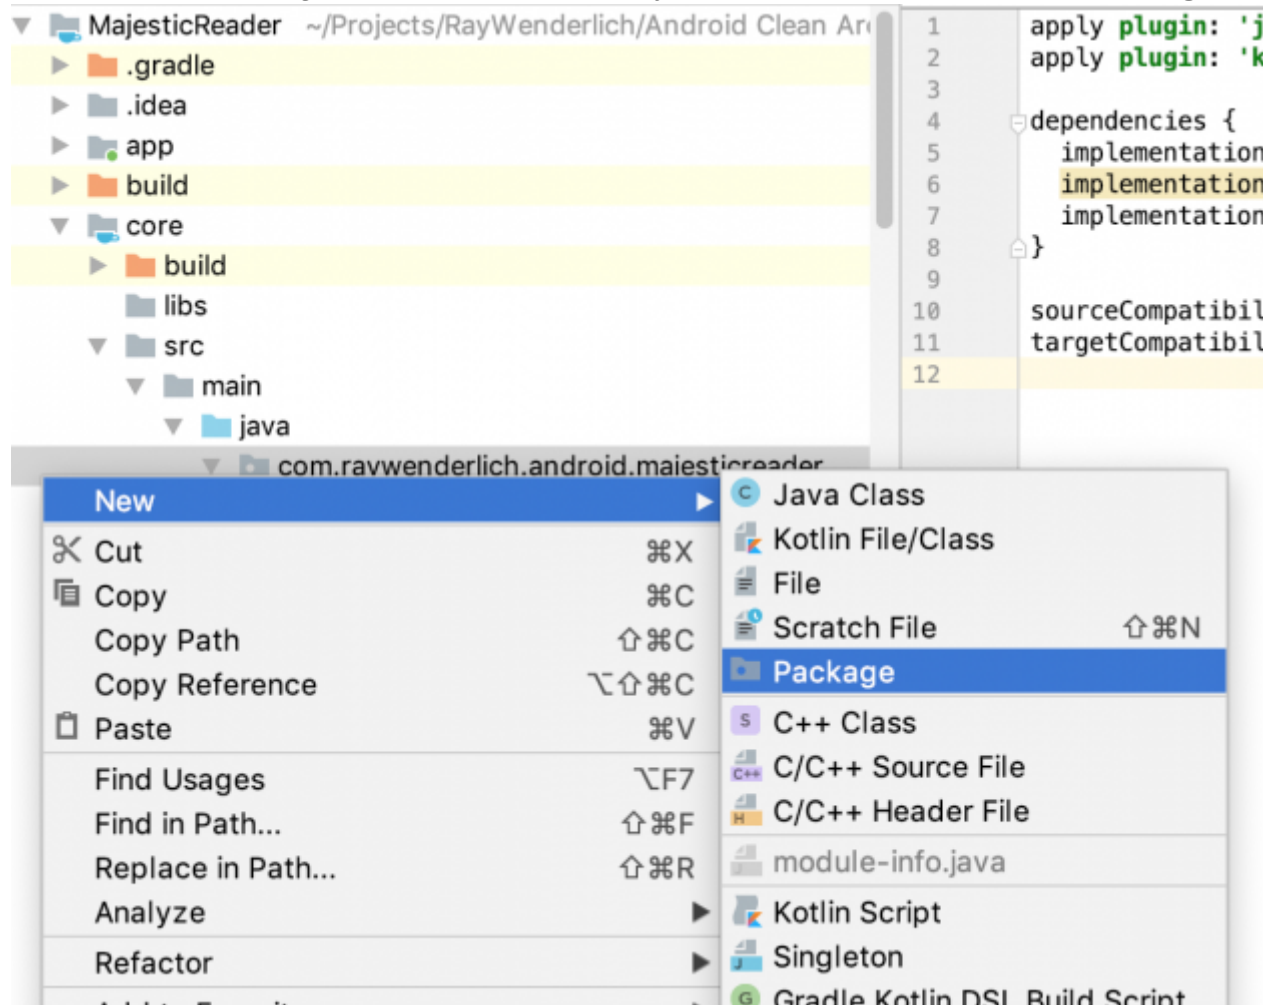 MajesticReader ~/Projects/RayWenderlich/Android Clean Arc
.gradle
.idea
app
build
core
build
libs
src
main
java
com.raywenderlich.android.majesticreader
1 apply plugin: 'j
2 apply plugin: 'k
3
4 dependencies {
5 implementation
6 implementation
7 implementation
8 }
9
10 sourceCompatibil
11 targetCompatibil
12
New
Cut ⌘X
Copy ⌘C
Copy Path ⇧⌘C
Copy Reference ⌥⇧⌘C
Paste ⌘V
Find Usages ⌥F7
Find in Path... ⇧⌘F
Replace in Path... ⇧⌘R
Analyze
Refactor
C Java Class
Kotlin File/Class
File
Scratch File ⇧⌘N
Package
S C++ Class
C++ C/C++ Source File
H C/C++ Header File
J module-info.java
Kotlin Script
J Singleton
G Gradle Kotlin DSL Build Script